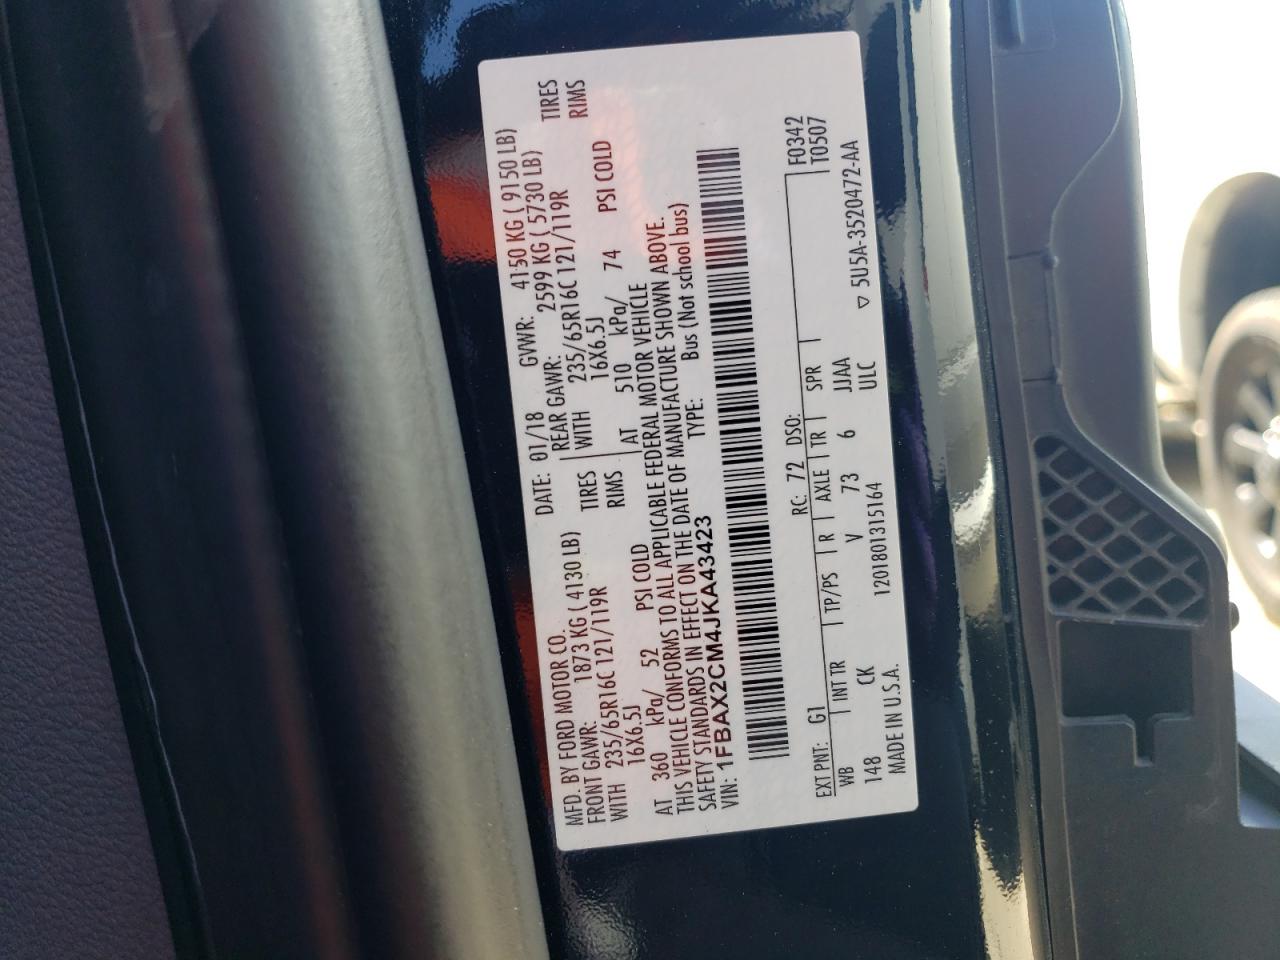 MFD. BY FORD MOTOR CO. DATE: 01/18 GVWR: 4150 KG ( 9150 LB)
FRONT GAWR: 1873 KG ( 4130 LB) REAR GAWR: 2599 KG ( 5730 LB)
WITH 235/65R16C 121/119R TIRES WITH 235/65R16C 121/119R TIRES
16X6.5J RIMS 16X6.5J RIMS
AT 360 kPa/ 52 PSI COLD AT 510 kPa/ 74 PSI COLD
THIS VEHICLE CONFORMS TO ALL APPLICABLE FEDERAL MOTOR VEHICLE
SAFETY STANDARDS IN EFFECT ON THE DATE OF MANUFACTURE SHOWN ABOVE.
VIN: 1FBAX2CM4JKA43423 TYPE: Bus (Not school bus)
EXT PNT: G1 RC: 72 DSO: F0342
WB INT TR TP/PS R AXLE TR SPR T0507
148 CK V 73 6 JJAA
MADE IN U.S.A. 1201801315164 ULC ▽ 5U5A-3520472-AA